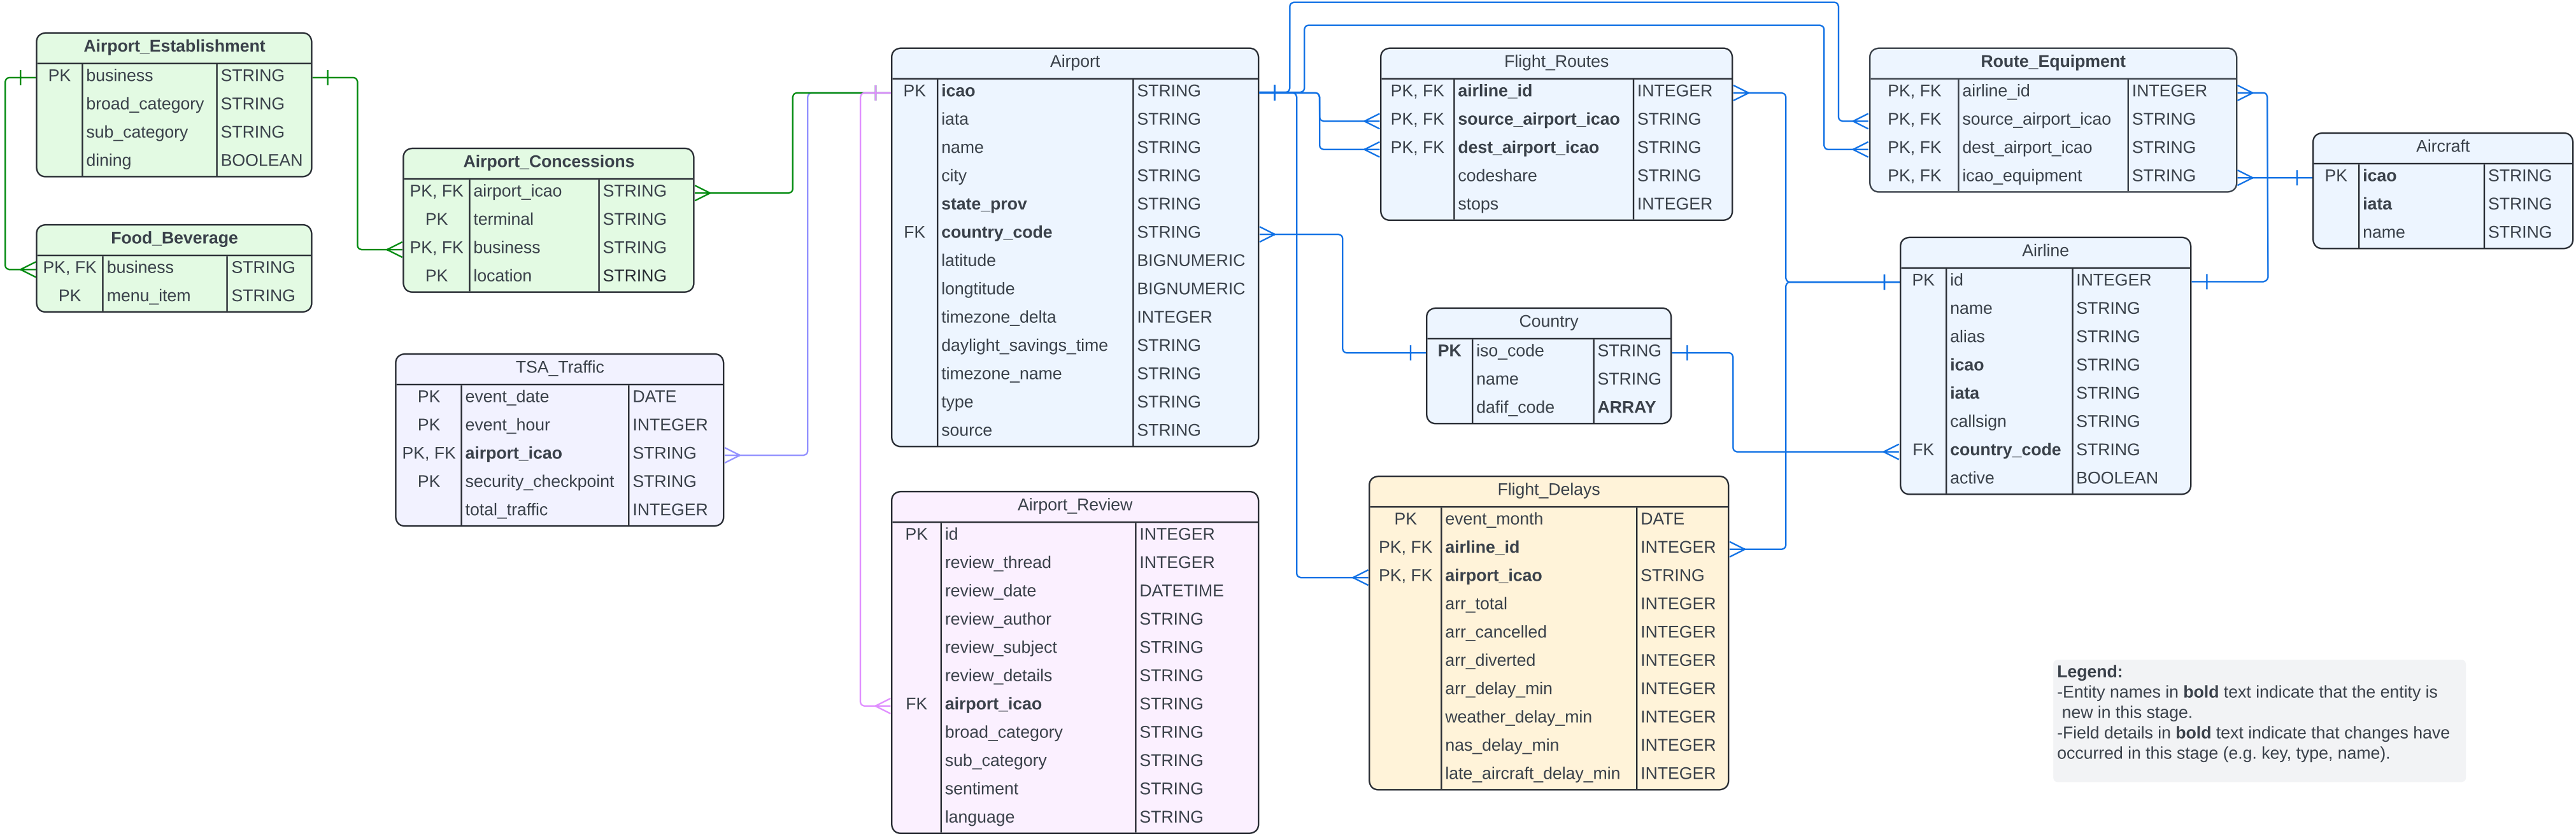 Airport_Establishment
PK business STRING
broad_category STRING
sub_category STRING
dining BOOLEAN
Food_Beverage
PK, FK business STRING
PK menu_item STRING
Airport_Concessions
PK, FK airport_icao STRING
PK terminal STRING
PK, FK business STRING
PK location STRING
TSA_Traffic
PK event_date DATE
PK event_hour INTEGER
PK, FK airport_icao STRING
PK security_checkpoint STRING
total_traffic INTEGER
Airport
PK icao STRING
iata STRING
name STRING
city STRING
state_prov STRING
FK country_code STRING
latitude BIGNUMERIC
longtitude BIGNUMERIC
timezone_delta INTEGER
daylight_savings_time STRING
timezone_name STRING
type STRING
source STRING
Airport_Review
PK id INTEGER
review_thread INTEGER
review_date DATETIME
review_author STRING
review_subject STRING
review_details STRING
FK airport_icao STRING
broad_category STRING
sub_category STRING
sentiment STRING
language STRING
Flight_Routes
PK, FK airline_id INTEGER
PK, FK source_airport_icao STRING
PK, FK dest_airport_icao STRING
codeshare STRING
stops INTEGER
Country
PK iso_code STRING
name STRING
dafif_code ARRAY
Flight_Delays
PK event_month DATE
PK, FK airline_id INTEGER
PK, FK airport_icao STRING
arr_total INTEGER
arr_cancelled INTEGER
arr_diverted INTEGER
arr_delay_min INTEGER
weather_delay_min INTEGER
nas_delay_min INTEGER
late_aircraft_delay_min INTEGER
Route_Equipment
PK, FK airline_id INTEGER
PK, FK source_airport_icao STRING
PK, FK dest_airport_icao STRING
PK, FK icao_equipment STRING
Airline
PK id INTEGER
name STRING
alias STRING
icao STRING
iata STRING
callsign STRING
FK country_code STRING
active BOOLEAN
Aircraft
PK icao STRING
iata STRING
name STRING
Legend:
-Entity names in bold text indicate that the entity is
new in this stage.
-Field details in bold text indicate that changes have
occurred in this stage (e.g. key, type, name).